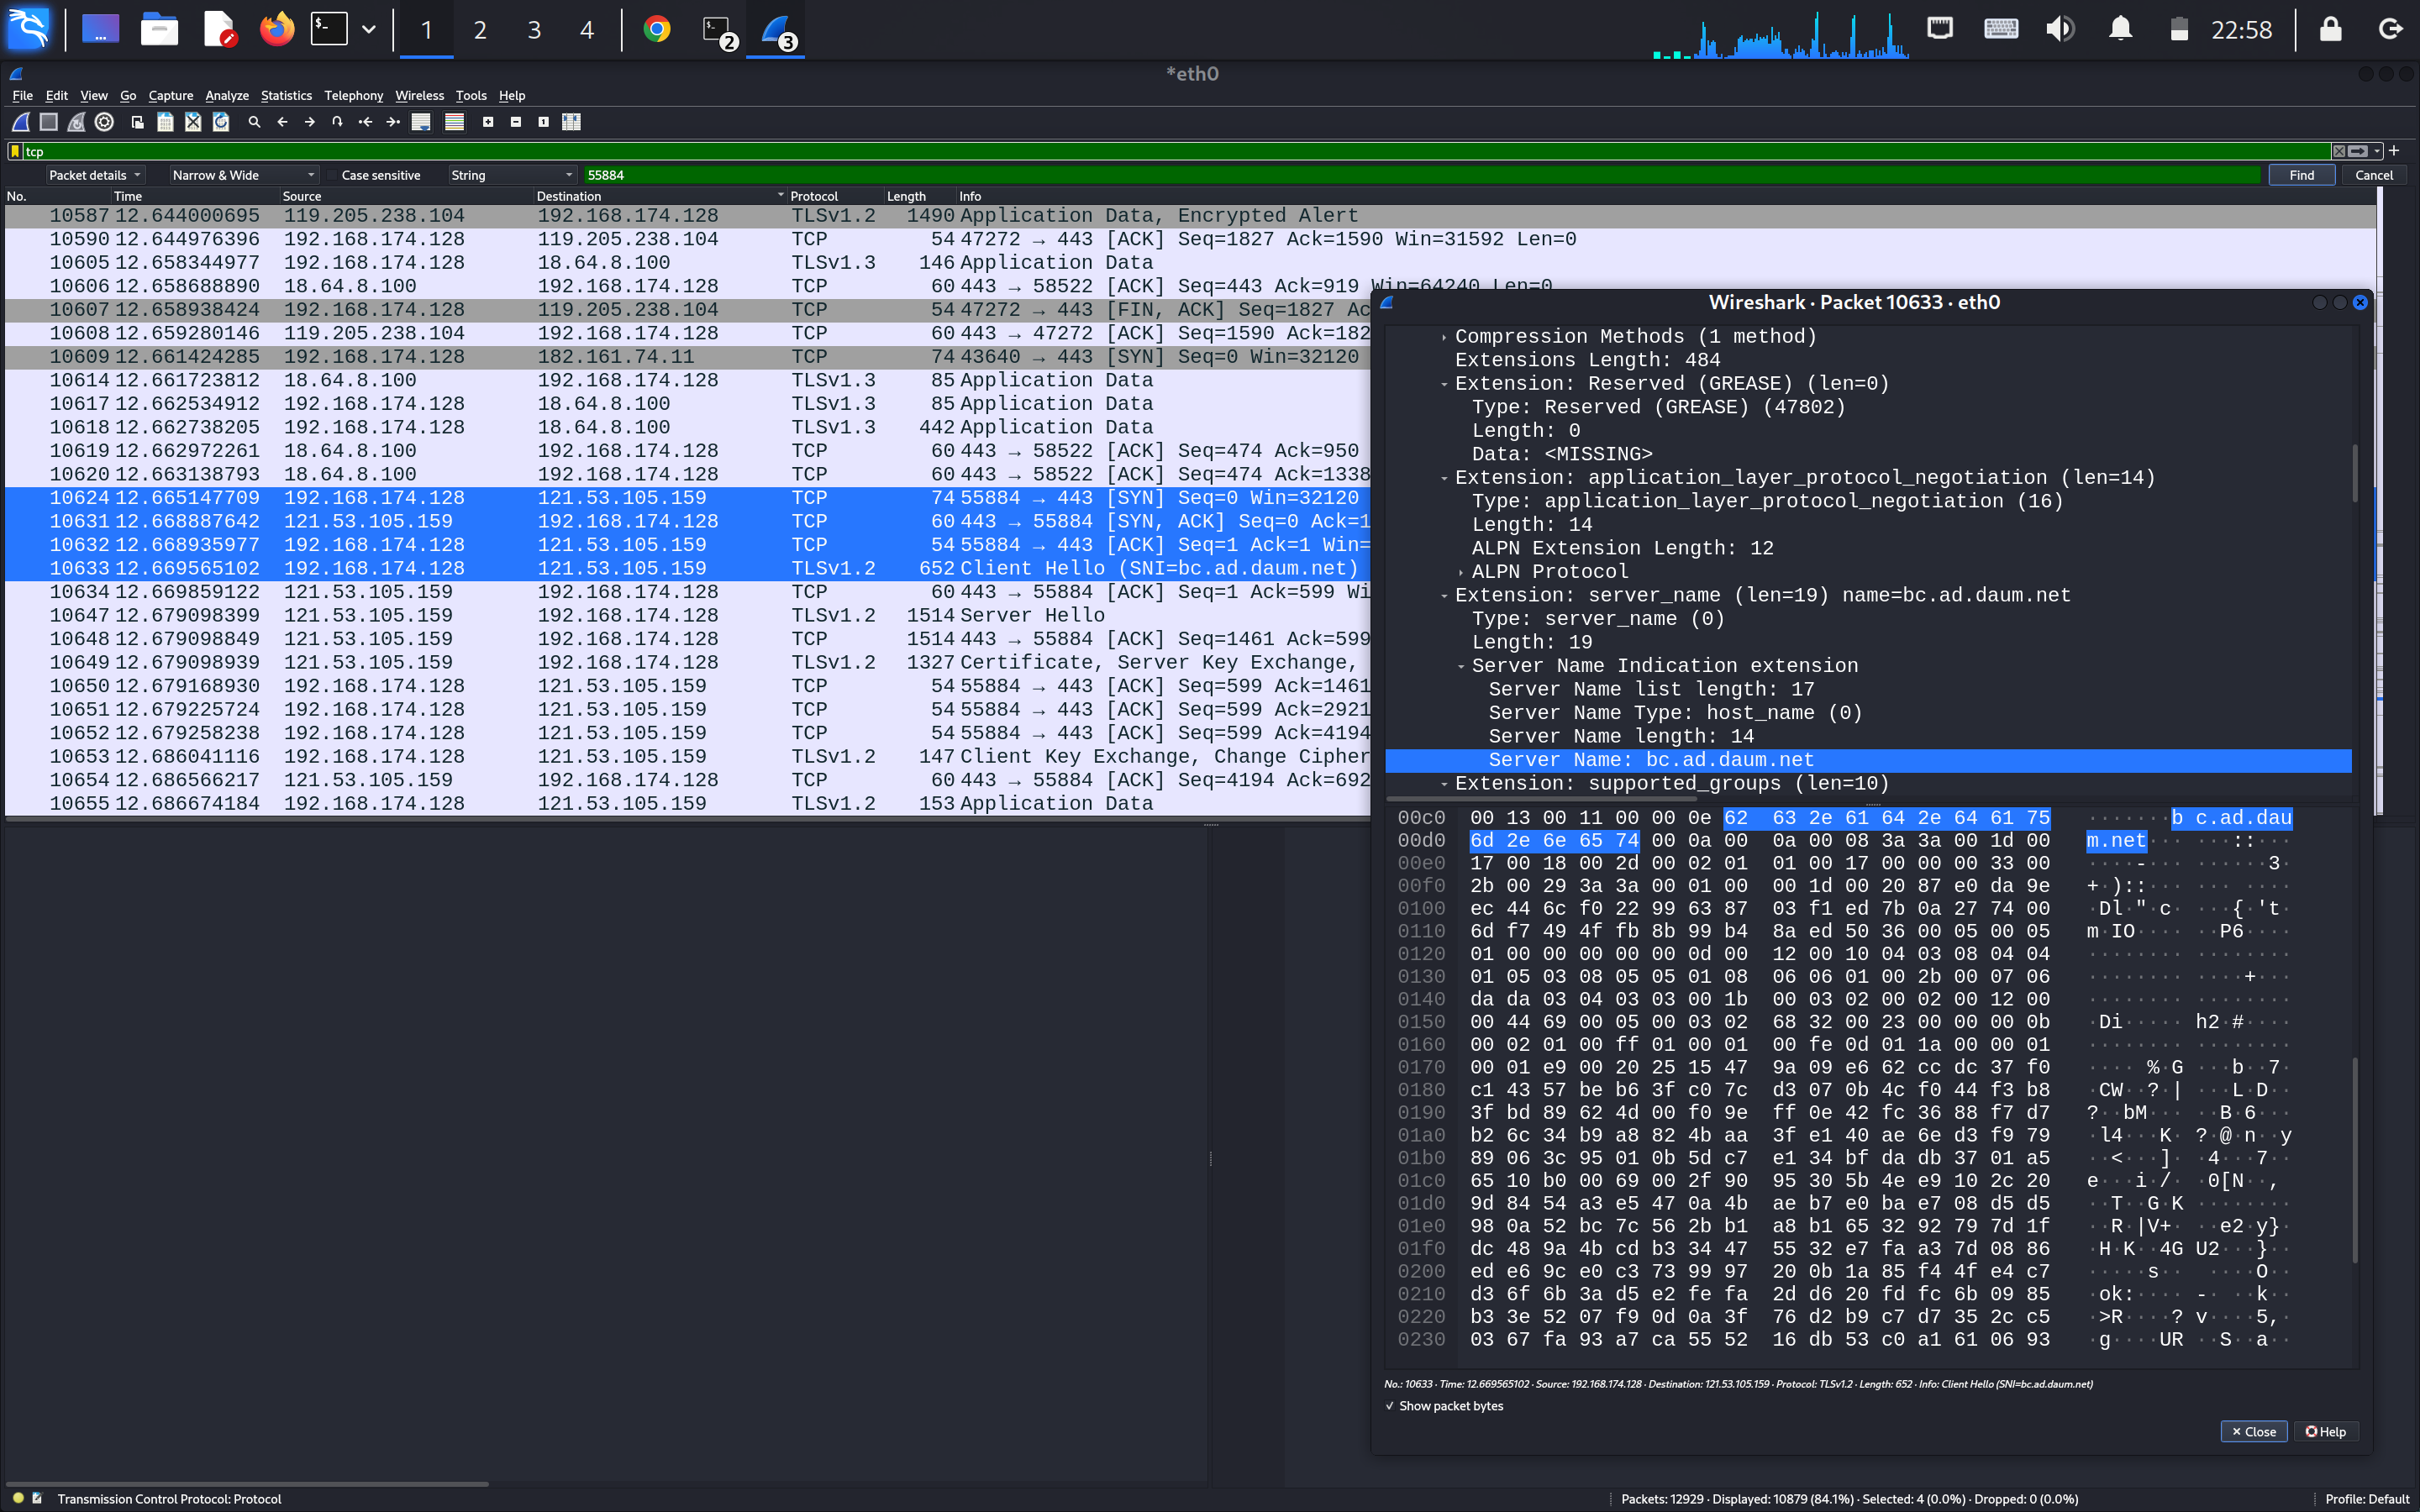 1 2 3 4 2 3 22:58
*eth0
File Edit View Go Capture Analyze Statistics Telephony Wireless Tools Help
tcp
Packet details Narrow & Wide Case sensitive String 55884 Find Cancel
No. Time Source Destination Protocol Length Info
10587 12.644000695 119.205.238.104 192.168.174.128 TLSv1.2 1490 Application Data, Encrypted Alert
10590 12.644976396 192.168.174.128 119.205.238.104 TCP 54 47272 → 443 [ACK] Seq=1827 Ack=1590 Win=31592 Len=0
10605 12.658344977 192.168.174.128 18.64.8.100 TLSv1.3 146 Application Data
10606 12.658688890 18.64.8.100 192.168.174.128 TCP 60 443 → 58522 [ACK] Seq=443 Ack=919 Win=64240 Len=0
10607 12.658938424 192.168.174.128 119.205.238.104 TCP 54 47272 → 443 [FIN, ACK] Seq=1827 Ac
10608 12.659280146 119.205.238.104 192.168.174.128 TCP 60 443 → 47272 [ACK] Seq=1590 Ack=182
10609 12.661424285 192.168.174.128 182.161.74.11 TCP 74 43640 → 443 [SYN] Seq=0 Win=32120
10614 12.661723812 18.64.8.100 192.168.174.128 TLSv1.3 85 Application Data
10617 12.662534912 192.168.174.128 18.64.8.100 TLSv1.3 85 Application Data
10618 12.662738205 192.168.174.128 18.64.8.100 TLSv1.3 442 Application Data
10619 12.662972261 18.64.8.100 192.168.174.128 TCP 60 443 → 58522 [ACK] Seq=474 Ack=950
10620 12.663138793 18.64.8.100 192.168.174.128 TCP 60 443 → 58522 [ACK] Seq=474 Ack=1338
10624 12.665147709 192.168.174.128 121.53.105.159 TCP 74 55884 → 443 [SYN] Seq=0 Win=32120
10631 12.668887642 121.53.105.159 192.168.174.128 TCP 60 443 → 55884 [SYN, ACK] Seq=0 Ack=1
10632 12.668935977 192.168.174.128 121.53.105.159 TCP 54 55884 → 443 [ACK] Seq=1 Ack=1 Win=
10633 12.669565102 192.168.174.128 121.53.105.159 TLSv1.2 652 Client Hello (SNI=bc.ad.daum.net)
10634 12.669859122 121.53.105.159 192.168.174.128 TCP 60 443 → 55884 [ACK] Seq=1 Ack=599 Wi
10647 12.679098399 121.53.105.159 192.168.174.128 TLSv1.2 1514 Server Hello
10648 12.679098849 121.53.105.159 192.168.174.128 TCP 1514 443 → 55884 [ACK] Seq=1461 Ack=599
10649 12.679098939 121.53.105.159 192.168.174.128 TLSv1.2 1327 Certificate, Server Key Exchange,
10650 12.679168930 192.168.174.128 121.53.105.159 TCP 54 55884 → 443 [ACK] Seq=599 Ack=1461
10651 12.679225724 192.168.174.128 121.53.105.159 TCP 54 55884 → 443 [ACK] Seq=599 Ack=2921
10652 12.679258238 192.168.174.128 121.53.105.159 TCP 54 55884 → 443 [ACK] Seq=599 Ack=4194
10653 12.686041116 192.168.174.128 121.53.105.159 TLSv1.2 147 Client Key Exchange, Change Cipher
10654 12.686566217 121.53.105.159 192.168.174.128 TCP 60 443 → 55884 [ACK] Seq=4194 Ack=692
10655 12.686674184 192.168.174.128 121.53.105.159 TLSv1.2 153 Application Data
Wireshark · Packet 10633 · eth0
Compression Methods (1 method)
Extensions Length: 484
Extension: Reserved (GREASE) (len=0)
Type: Reserved (GREASE) (47802)
Length: 0
Data: <MISSING>
Extension: application_layer_protocol_negotiation (len=14)
Type: application_layer_protocol_negotiation (16)
Length: 14
ALPN Extension Length: 12
ALPN Protocol
Extension: server_name (len=19) name=bc.ad.daum.net
Type: server_name (0)
Length: 19
Server Name Indication extension
Server Name list length: 17
Server Name Type: host_name (0)
Server Name length: 14
Server Name: bc.ad.daum.net
Extension: supported_groups (len=10)
00c0 00 13 00 11 00 00 0e 62 63 2e 61 64 2e 64 61 75 ·······b c.ad.dau
00d0 6d 2e 6e 65 74 00 0a 00 0a 00 08 3a 3a 00 1d 00 m.net··· ···::···
00e0 17 00 18 00 2d 00 02 01 01 00 17 00 00 00 33 00 ····-··· ······3·
00f0 2b 00 29 3a 3a 00 01 00 00 1d 00 20 87 e0 da 9e +·)::··· ··· ····
0100 ec 44 6c f0 22 99 63 87 03 f1 ed 7b 0a 27 74 00 ·Dl·"·c· ···{·'t·
0110 6d f7 49 4f fb 8b 99 b4 8a ed 50 36 00 05 00 05 m·IO···· ··P6····
0120 01 00 00 00 00 00 0d 00 12 00 10 04 03 08 04 04 ········ ········
0130 01 05 03 08 05 05 01 08 06 06 01 00 2b 00 07 06 ········ ····+···
0140 da da 03 04 03 03 00 1b 00 03 02 00 02 00 12 00 ········ ········
0150 00 44 69 00 05 00 03 02 68 32 00 23 00 00 00 0b ·Di····· h2·#····
0160 00 02 01 00 ff 01 00 01 00 fe 0d 01 1a 00 00 01 ········ ········
0170 00 01 e9 00 20 25 15 47 9a 09 e6 62 cc dc 37 f0 ···· %·G ···b··7·
0180 c1 43 57 be b6 3f c0 7c d3 07 0b 4c f0 44 f3 b8 ·CW··?·| ···L·D··
0190 3f bd 89 62 4d 00 f0 9e ff 0e 42 fc 36 88 f7 d7 ?··bM··· ··B·6···
01a0 b2 6c 34 b9 a8 82 4b aa 3f e1 40 ae 6e d3 f9 79 ·l4···K· ?·@·n··y
01b0 89 06 3c 95 01 0b 5d c7 e1 34 bf da db 37 01 a5 ··<···]· ·4···7··
01c0 65 10 b0 00 69 00 2f 90 95 30 5b 4e e9 10 2c 20 e···i·/· ·0[N··,
01d0 9d 84 54 a3 e5 47 0a 4b ae b7 e0 ba e7 08 d5 d5 ··T··G·K ········
01e0 98 0a 52 bc 7c 56 2b b1 a8 b1 65 32 92 79 7d 1f ··R·|V+· ··e2·y}·
01f0 dc 48 9a 4b cd b3 34 47 55 32 e7 fa a3 7d 08 86 ·H·K··4G U2···}··
0200 ed e6 9c e0 c3 73 99 97 20 0b 1a 85 f4 4f e4 c7 ·····s··  ····O··
0210 d3 6f 6b 3a d5 e2 fe fa 2d d6 20 fd fc 6b 09 85 ·ok:···· -· ··k··
0220 b3 3e 52 07 f9 0d 0a 3f 76 d2 b9 c7 d7 35 2c c5 ·>R····? v····5,·
0230 03 67 fa 93 a7 ca 55 52 16 db 53 c0 a1 61 06 93 ·g····UR ··S··a··
No.: 10633 · Time: 12.669565102 · Source: 192.168.174.128 · Destination: 121.53.105.159 · Protocol: TLSv1.2 · Length: 652 · Info: Client Hello (SNI=bc.ad.daum.net)
Show packet bytes
Close Help
Transmission Control Protocol: Protocol Packets: 12929 · Displayed: 10879 (84.1%) · Selected: 4 (0.0%) · Dropped: 0 (0.0%) Profile: Default